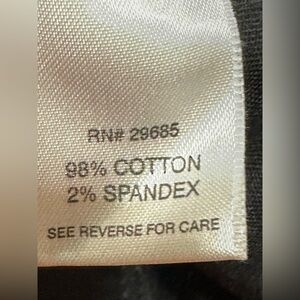 RN# 29685
98% COTTON
2% SPANDEX
SEE REVERSE FOR CARE